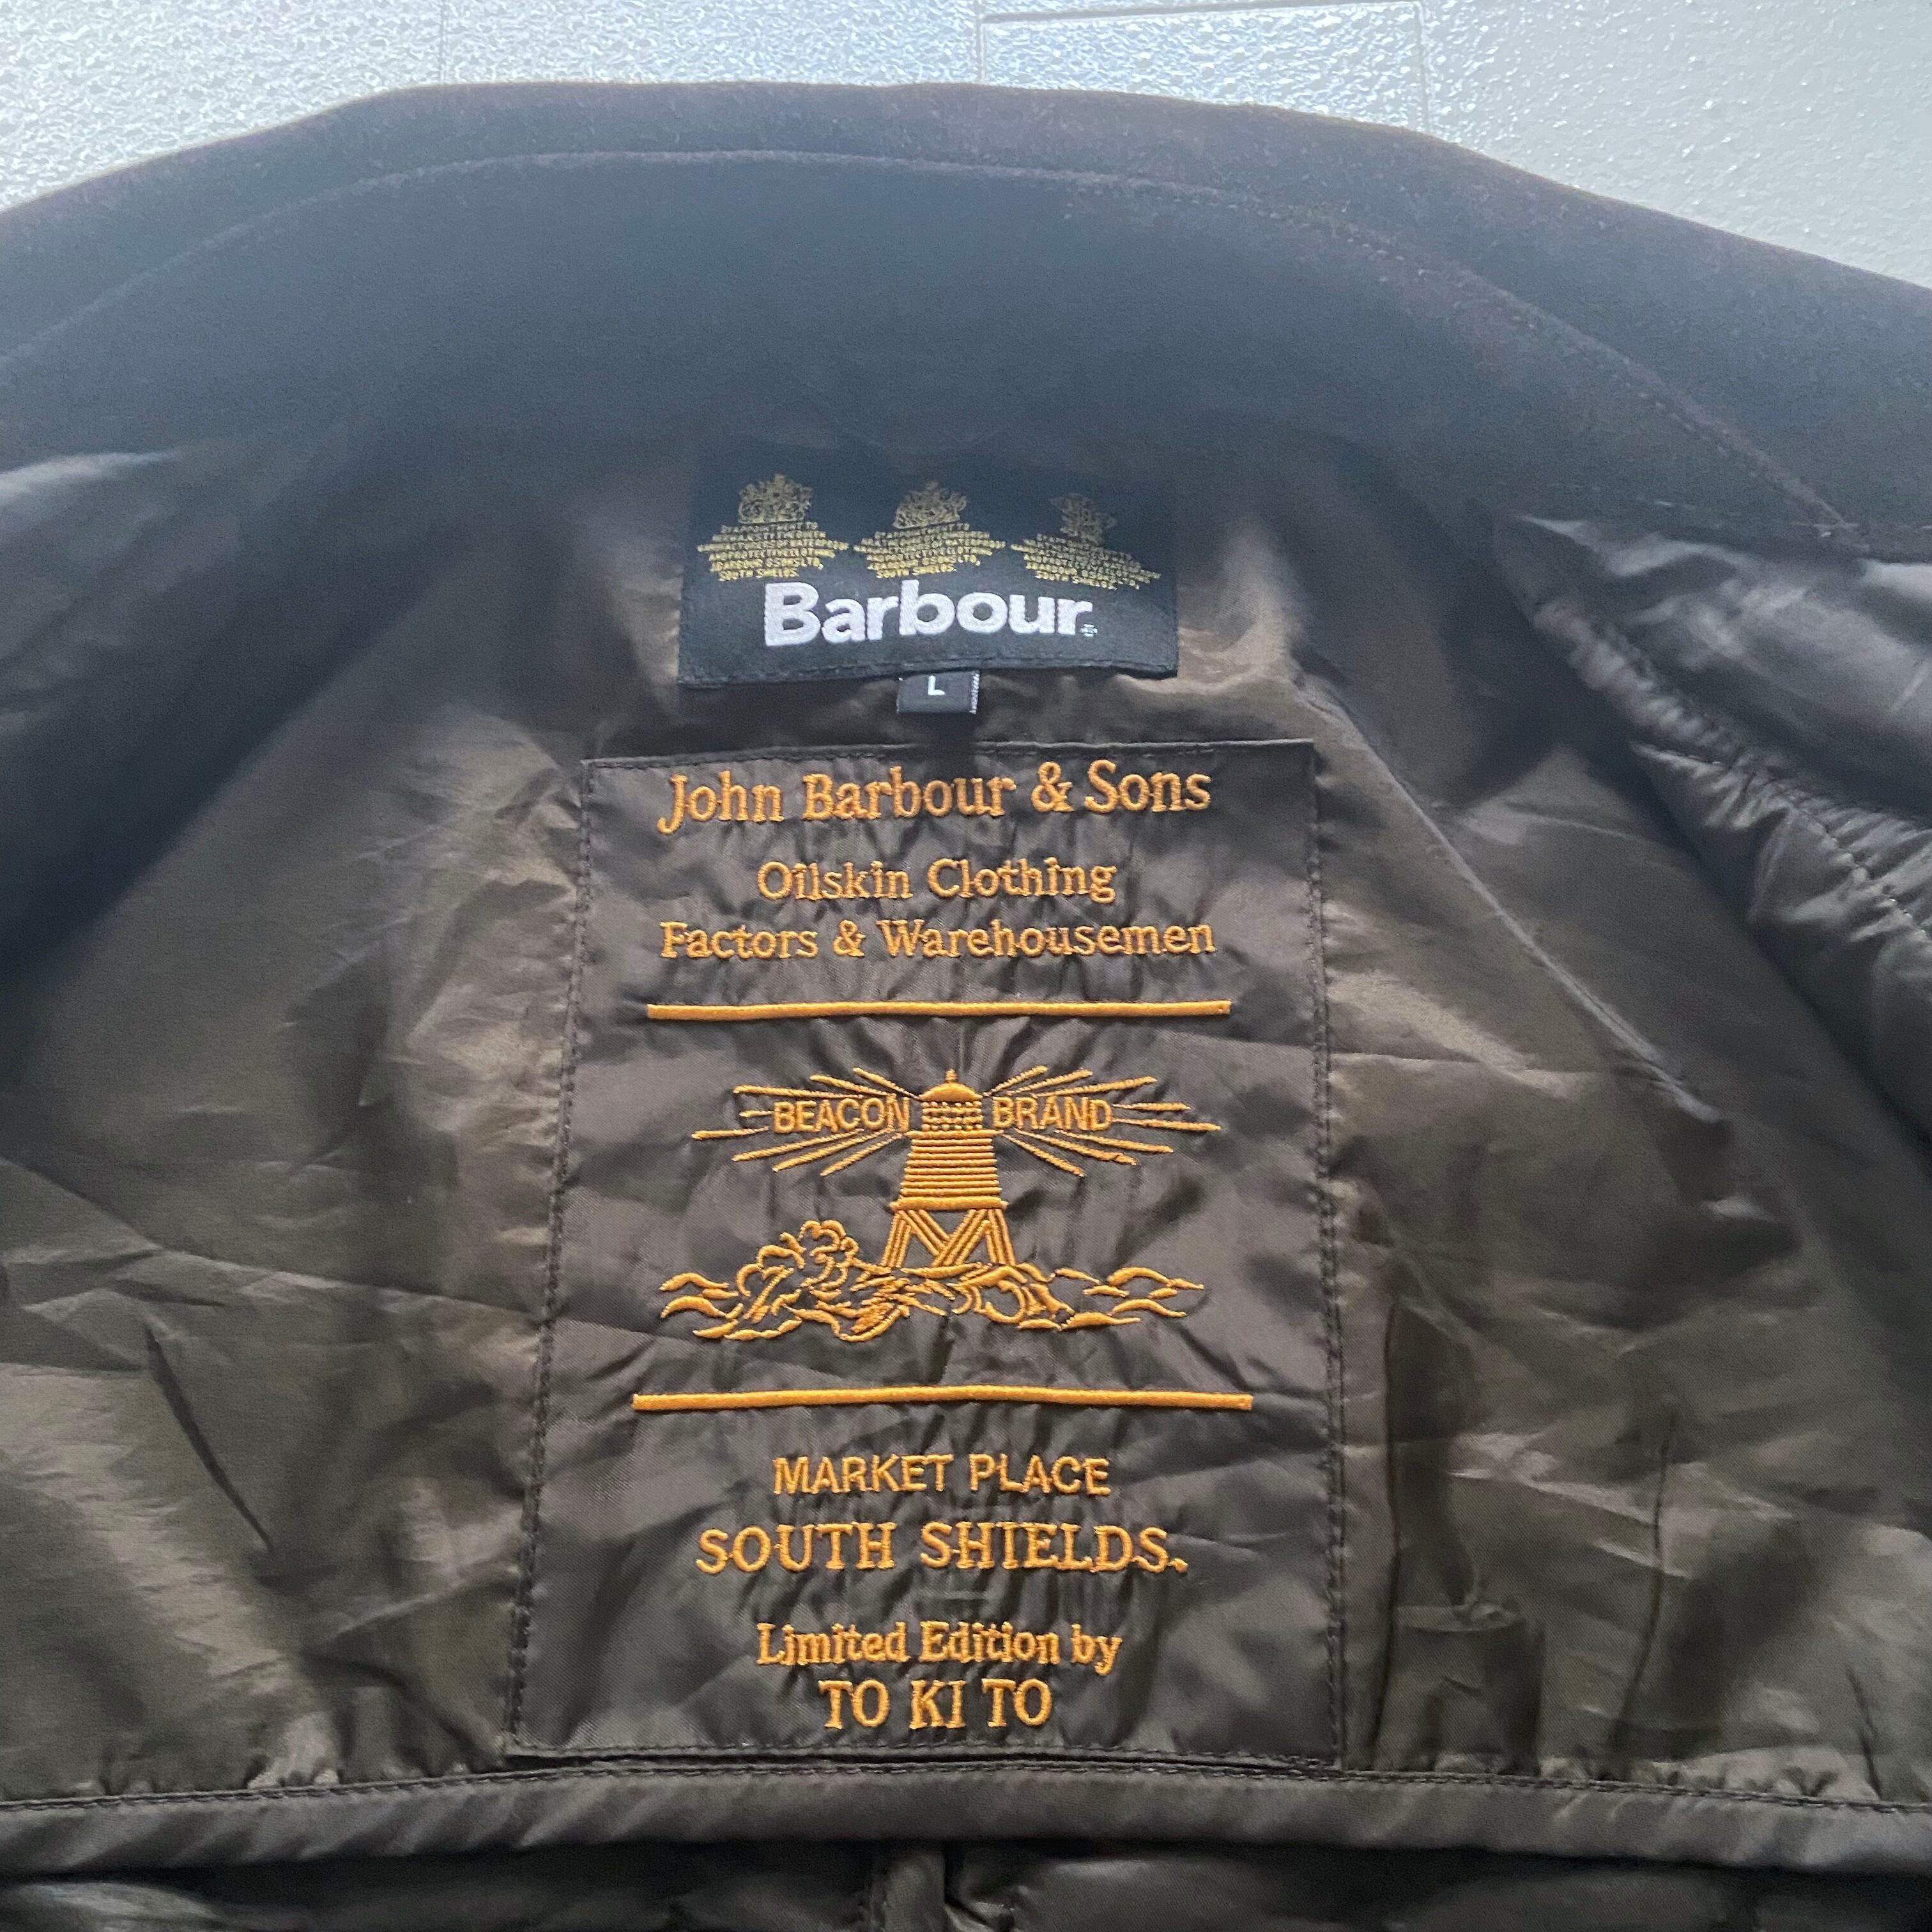 Barbour
L
John Barbour & Sons
Oilskin Clothing
Factors & Warehousemen
BEACON BRAND
MARKET PLACE
SOUTH SHIELDS.
Limited Edition by
TO KI TO